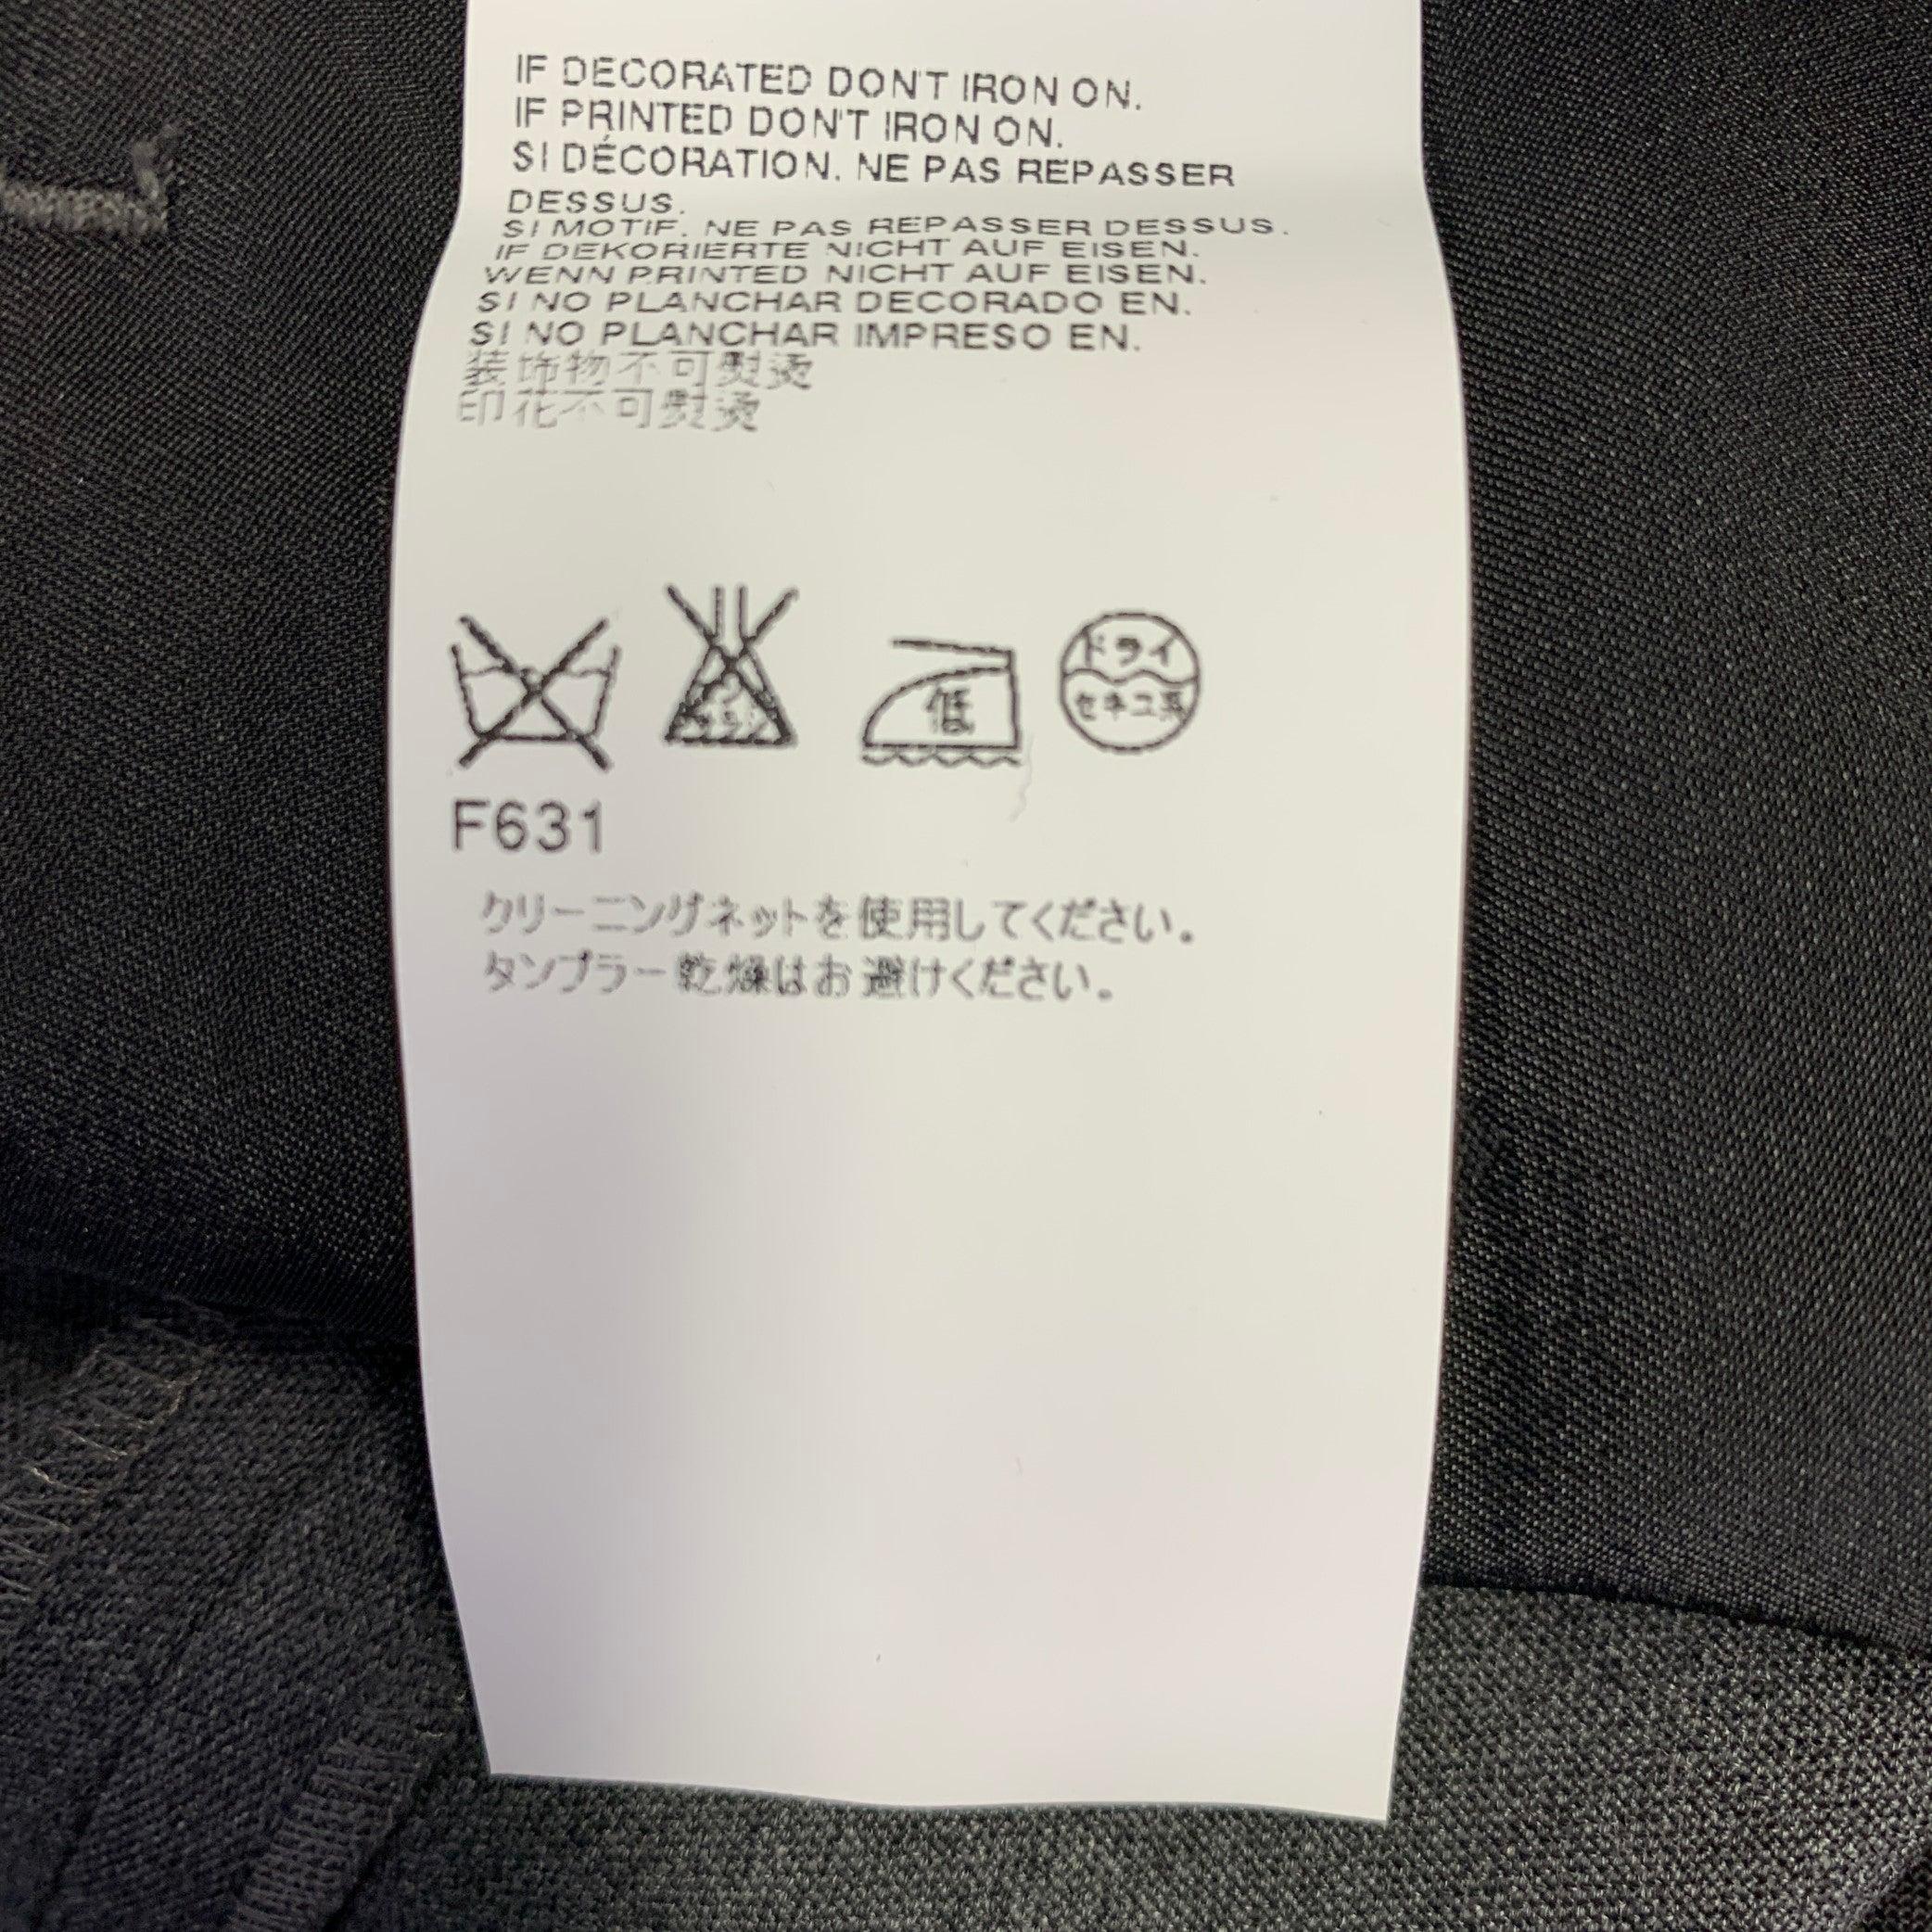 IF DECORATED DON'T IRON ON.
IF PRINTED DON'T IRON ON.
SI DÉCORATION. NE PAS REPASSER
DESSUS.
SI MOTIF. NE PAS REPASSER DESSUS.
IF DEKORIERTE NICHT AUF EISEN.
WENN PRINTED NICHT AUF EISEN.
SI NO PLANCHAR DECORADO EN.
SI NO PLANCHAR IMPRESO EN.
装饰物不可熨烫
印花不可熨烫
低
ドライ
セキユ系
F631
クリーニングネットを使用してください。
タンブラー乾燥はお避けください。